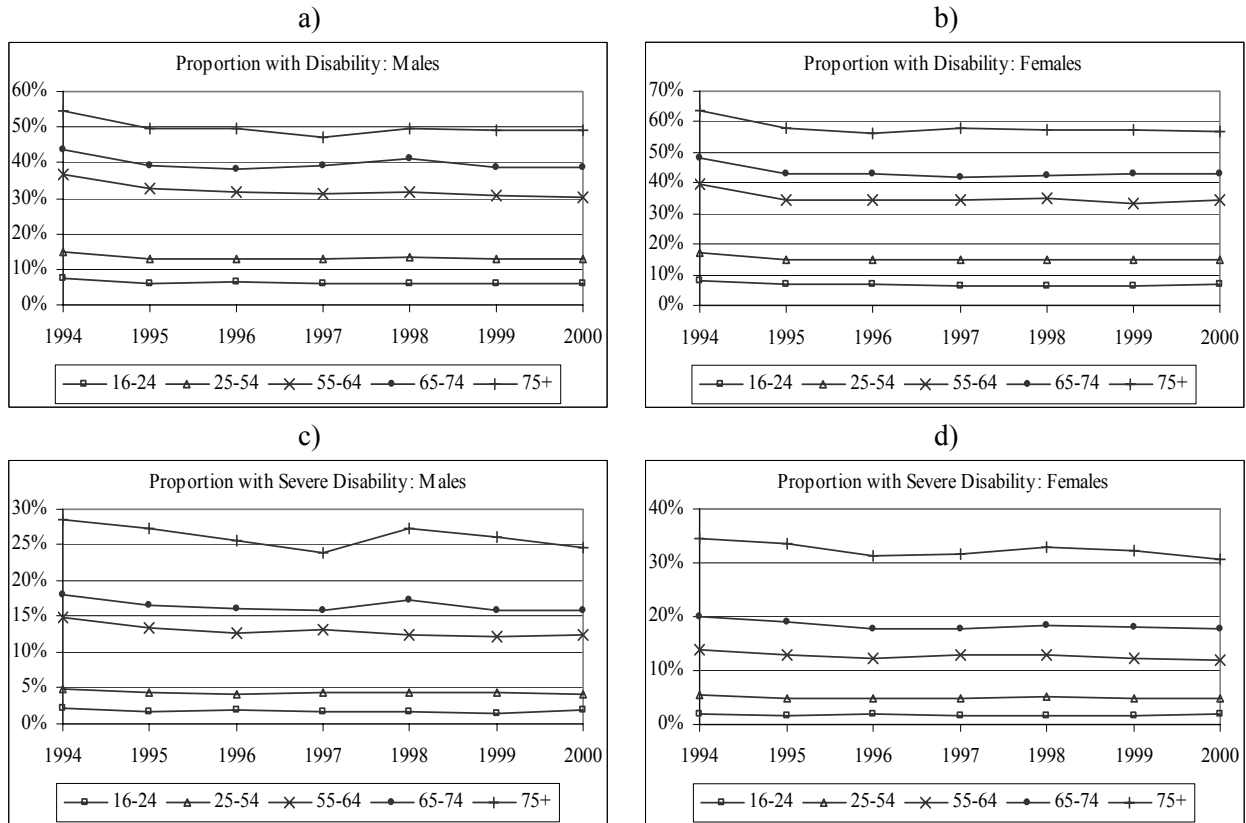 a)
Proportion with Disability: Males
60%
50%
40%
30%
20%
10%
0%
1994 1995 1996 1997 1998 1999 2000
16-24 25-54 55-64 65-74 75+
b)
Proportion with Disability: Females
70%
60%
50%
40%
30%
20%
10%
0%
1994 1995 1996 1997 1998 1999 2000
16-24 25-54 55-64 65-74 75+
c)
Proportion with Severe Disability: Males
30%
25%
20%
15%
10%
5%
0%
1994 1995 1996 1997 1998 1999 2000
16-24 25-54 55-64 65-74 75+
d)
Proportion with Severe Disability: Females
40%
30%
20%
10%
0%
1994 1995 1996 1997 1998 1999 2000
16-24 25-54 55-64 65-74 75+